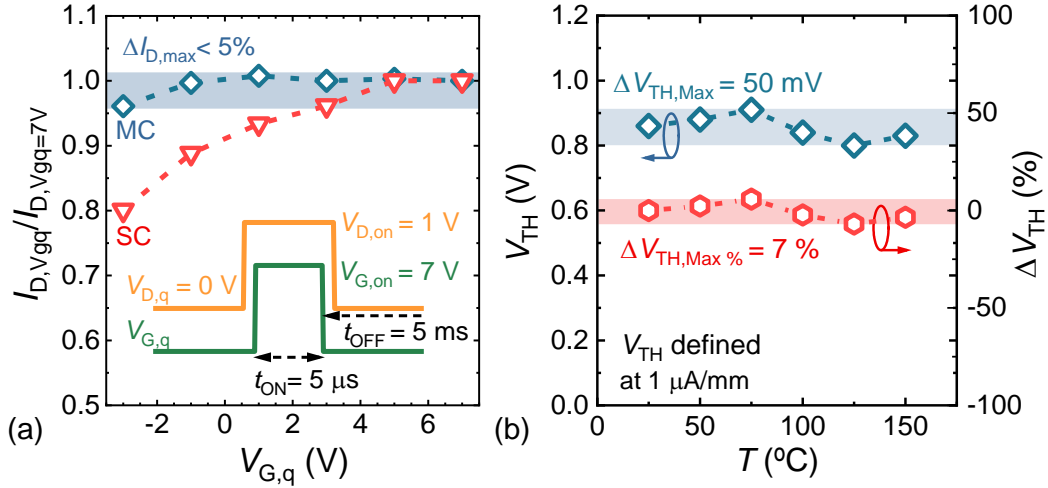 ΔI_D,max < 5%
MC
SC
V_D,on = 1 V
V_G,on = 7 V
V_D,q = 0 V
V_G,q
t_OFF = 5 ms
t_ON = 5 μs
1.2
1.1
1.0
0.9
0.8
0.7
0.6
0.5
-2 0 2 4 6
I_D,Vgq/I_D,Vgq=7V
V_G,q (V)
(a)
ΔV_TH,Max = 50 mV
ΔV_TH,Max % = 7 %
V_TH defined
at 1 μA/mm
1.2
1.0
0.8
0.6
0.4
0.2
0.0
0 50 100 150
100
50
0
-50
-100
V_TH (V)
Δ V_TH (%)
T (ºC)
(b)